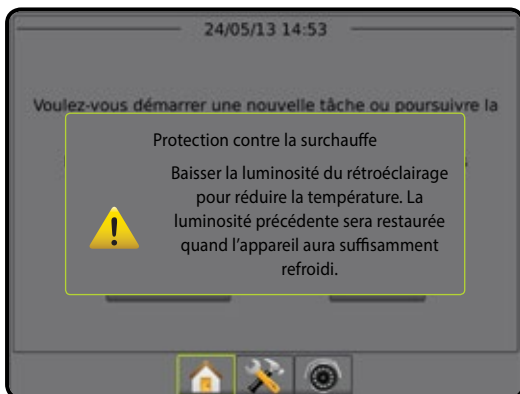 24/05/13 14:53
Voulez-vous démarrer une nouvelle tâche ou poursuivre la
Protection contre la surchauffe
Baisser la luminosité du rétroéclairage
pour réduire la température. La
luminosité précédente sera restaurée
quand l'appareil aura suffisamment
refroidi.